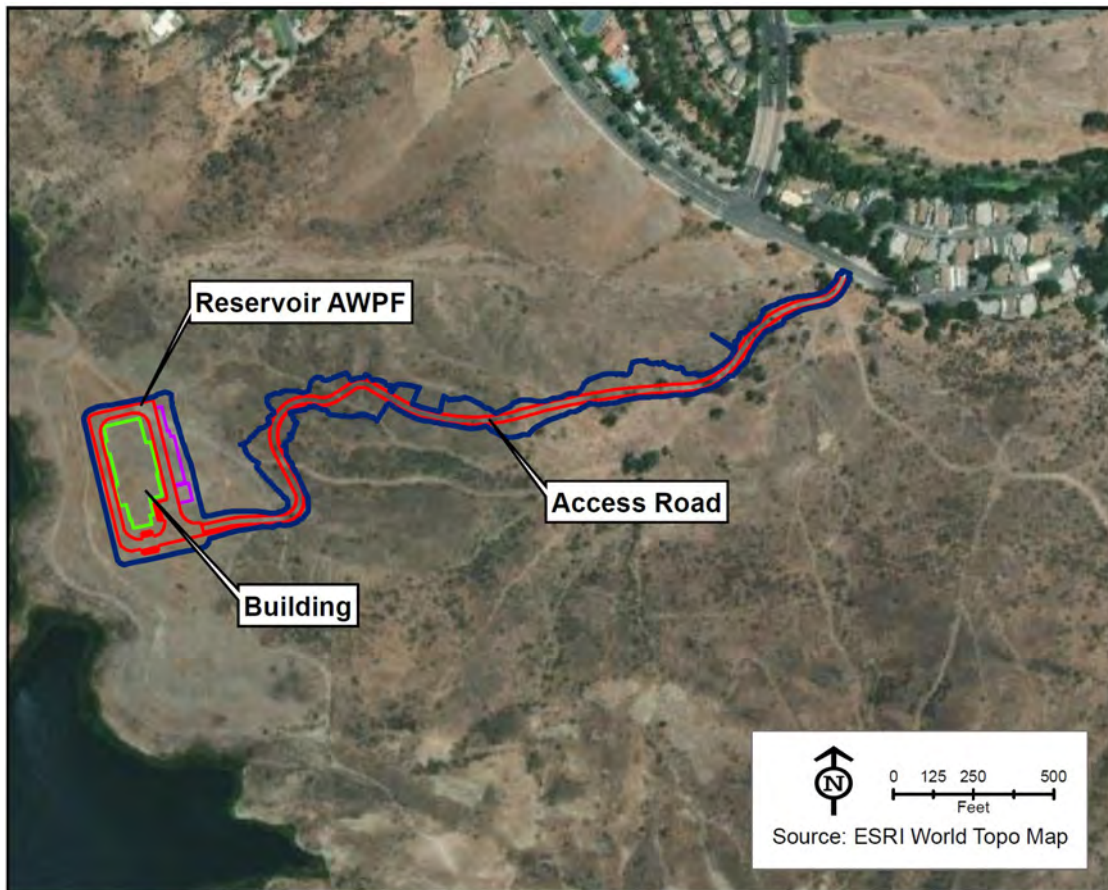 Reservoir AWPF
Access Road
Building
N
0 125 250 500
Feet
Source: ESRI World Topo Map